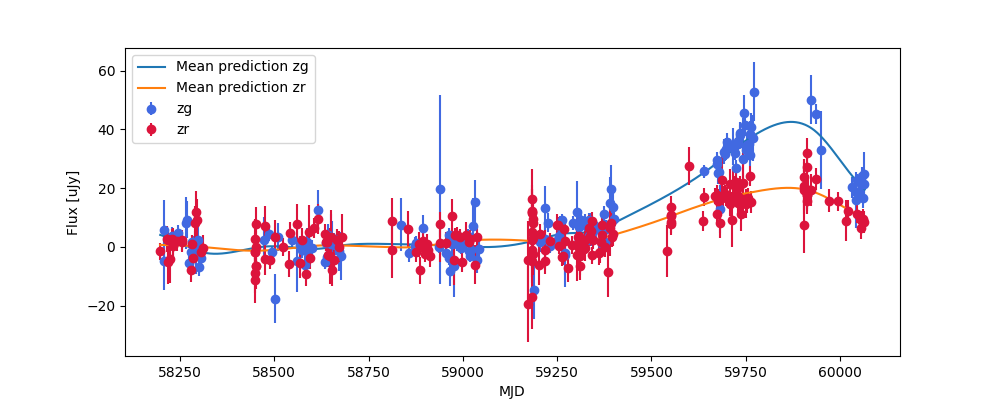 Mean prediction zg
Mean prediction zr
zg
zr
Flux [uJy]
60
40
20
0
−20
58250 58500 58750 59000 59250 59500 59750 60000
MJD